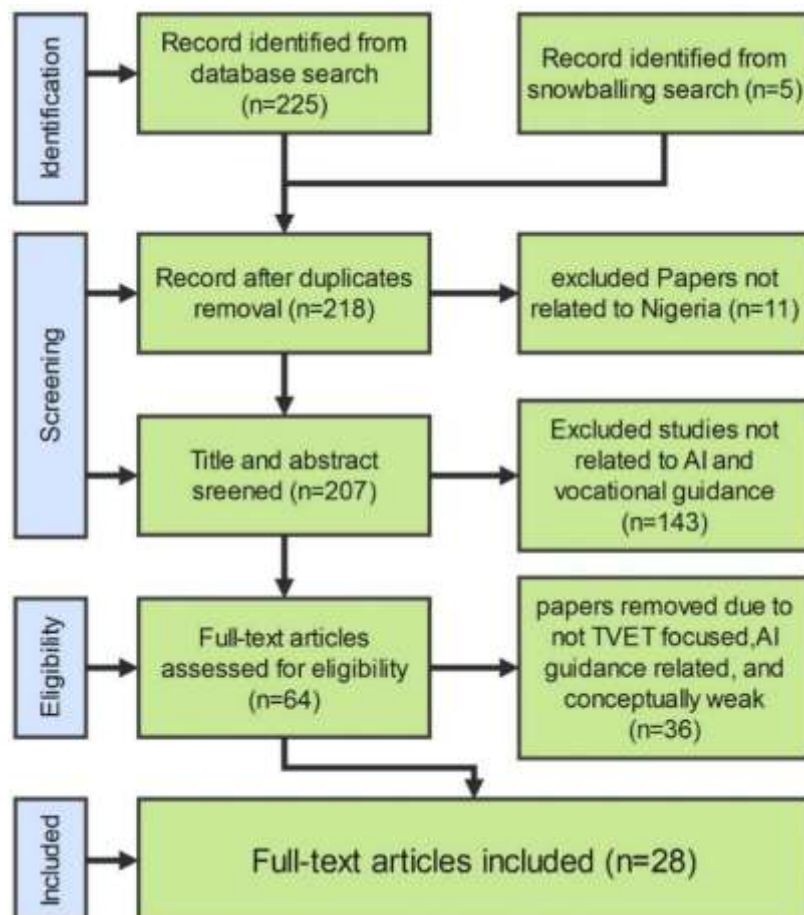 Identification
Record identified from
database search
(n=225)
Record identified from
snowballing search (n=5)
Screening
Record after duplicates
removal (n=218)
excluded Papers not
related to Nigeria (n=11)
Title and abstract
sreened (n=207)
Excluded studies not
related to AI and
vocational guidance
(n=143)
Eligibility
Full-text articles
assessed for eligibility
(n=64)
papers removed due to
not TVET focused,AI
guidance related, and
conceptually weak
(n=36)
Included
Full-text articles included (n=28)